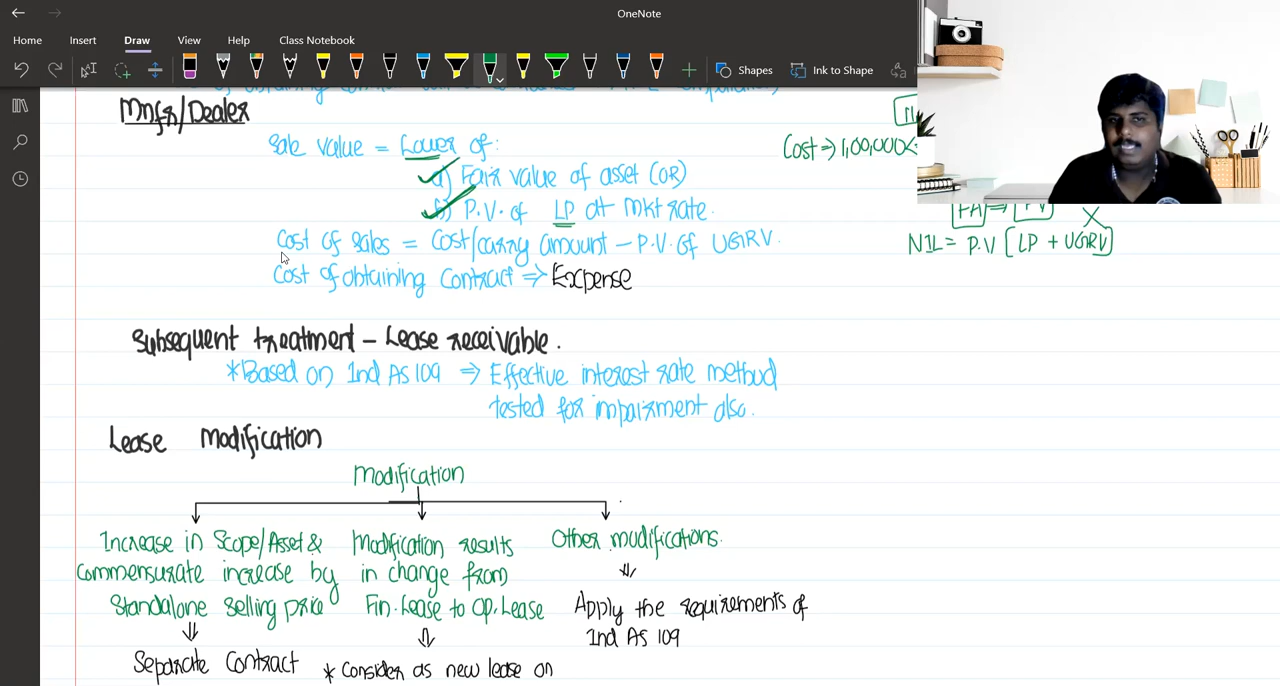 OneNote
Home Insert Draw View Help Class Notebook
Shapes Ink to Shape
of obtaining
Mnfr/Dealer
Sale value = Lower of:
a) Fair value of asset (OR)
b) P.V. of LP at mkt rate.
Cost of Sales = Cost/carry amount - P.V. of UGRV.
Cost of obtaining contract ⇒ Expense
Cost ⇒ 1,00,000
NIL = P.V [LP + UGRV]
Subsequent treatment - Lease receivable.
*Based on Ind As 109 ⇒ Effective interest rate method
tested for impairment also.
Lease Modification
Modification
Increase in Scope/Asset &
Commensurate increase by
Standalone Selling price
⇓
Separate Contract
Modification results
in change from
Fin. Lease to Op. Lease
⇓
* Consider as new lease on
Other modifications.
⇓
Apply the requirements of
Ind AS 109